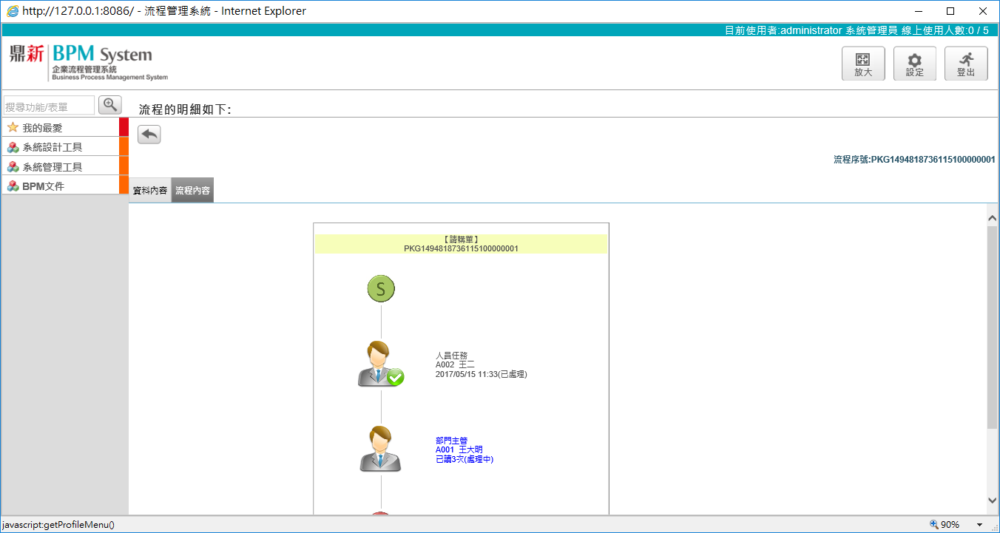 http://127.0.0.1:8086/ - 流程管理系統 - Internet Explorer
目前使用者:administrator 系統管理員 線上使用人數:0 / 5
鼎新 BPM System
企業流程管理系統
Business Process Management System
放大
設定
登出
搜尋功能/表單
流程的明細如下:
我的最愛
系統設計工具
系統管理工具
BPM文件
流程序號:PKG1494818736115100000001
資料內容
流程內容
【請購單】
PKG1494818736115100000001
S
人員任務
A002 王二
2017/05/15 11:33(已處理)
部門主管
A001 王大明
已讀3次(處理中)
javascript:getProfileMenu()
90%